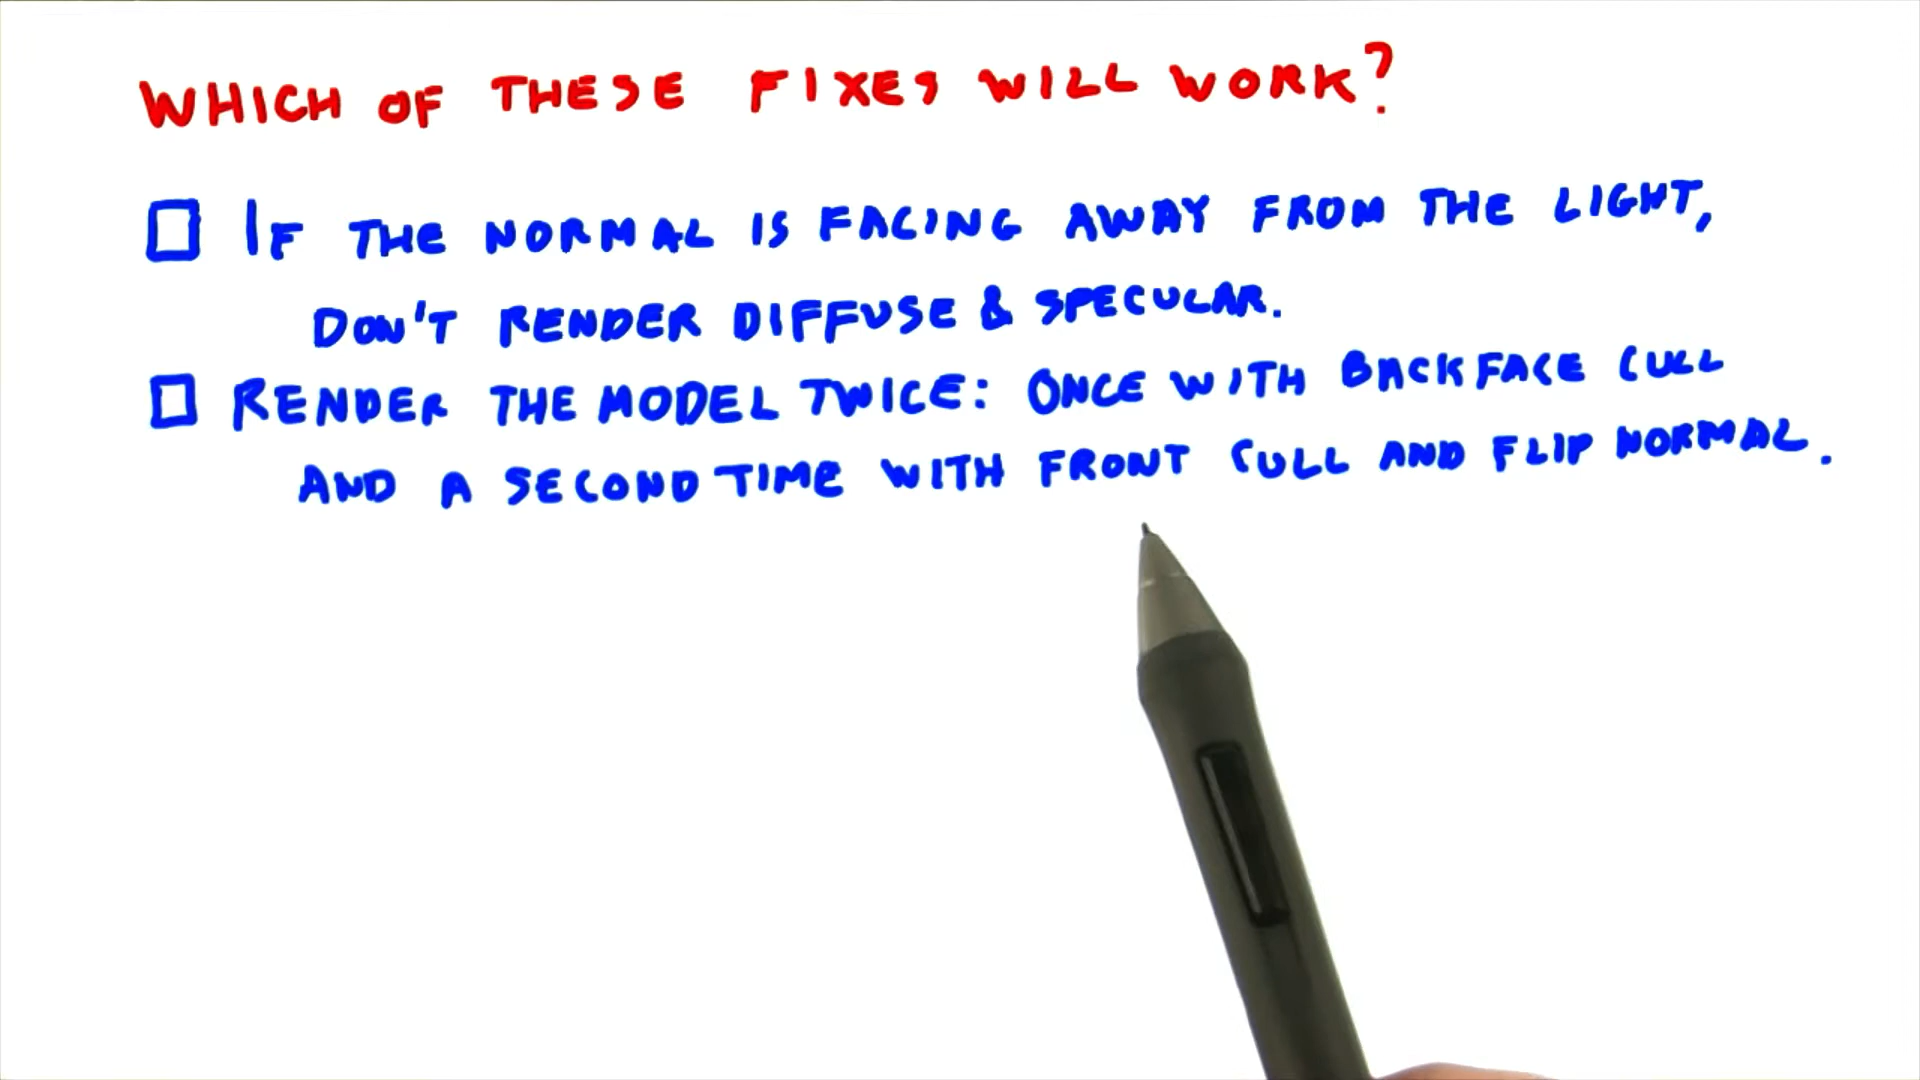 WHICH OF THESE FIXES WILL WORK?
IF THE NORMAL IS FACING AWAY FROM THE LIGHT,
DON'T RENDER DIFFUSE & SPECULAR.
RENDER THE MODEL TWICE: ONCE WITH BACKFACE CULL
AND A SECOND TIME WITH FRONT CULL AND FLIP NORMAL.